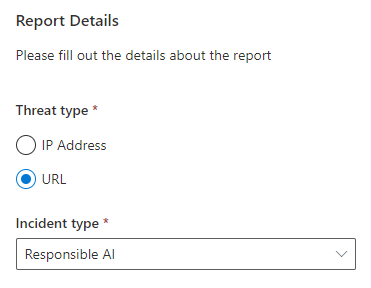 Report Details
Please fill out the details about the report
Threat type *
IP Address
URL
Incident type *
Responsible AI